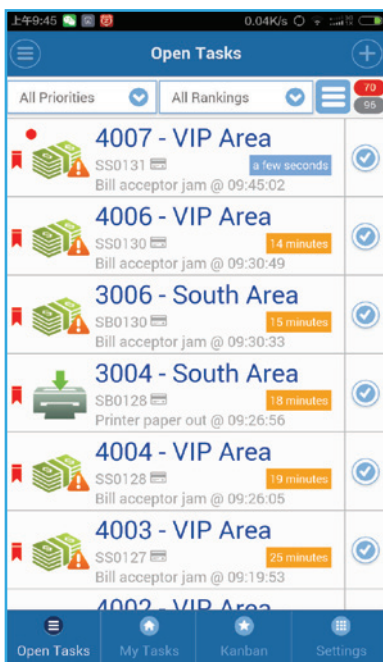 上午9:45 0.04K/s
Open Tasks
All Priorities All Rankings 70
96
4007 - VIP Area
SS0131 a few seconds
Bill acceptor jam @ 09:45:02
4006 - VIP Area
SS0130 14 minutes
Bill acceptor jam @ 09:30:49
3006 - South Area
SB0130 15 minutes
Bill acceptor jam @ 09:30:33
3004 - South Area
SB0128 18 minutes
Printer paper out @ 09:26:56
4004 - VIP Area
SS0128 19 minutes
Bill acceptor jam @ 09:26:05
4003 - VIP Area
SS0127 25 minutes
Bill acceptor jam @ 09:19:53
4002 - VIP Area
Open Tasks My Tasks Kanban Settings